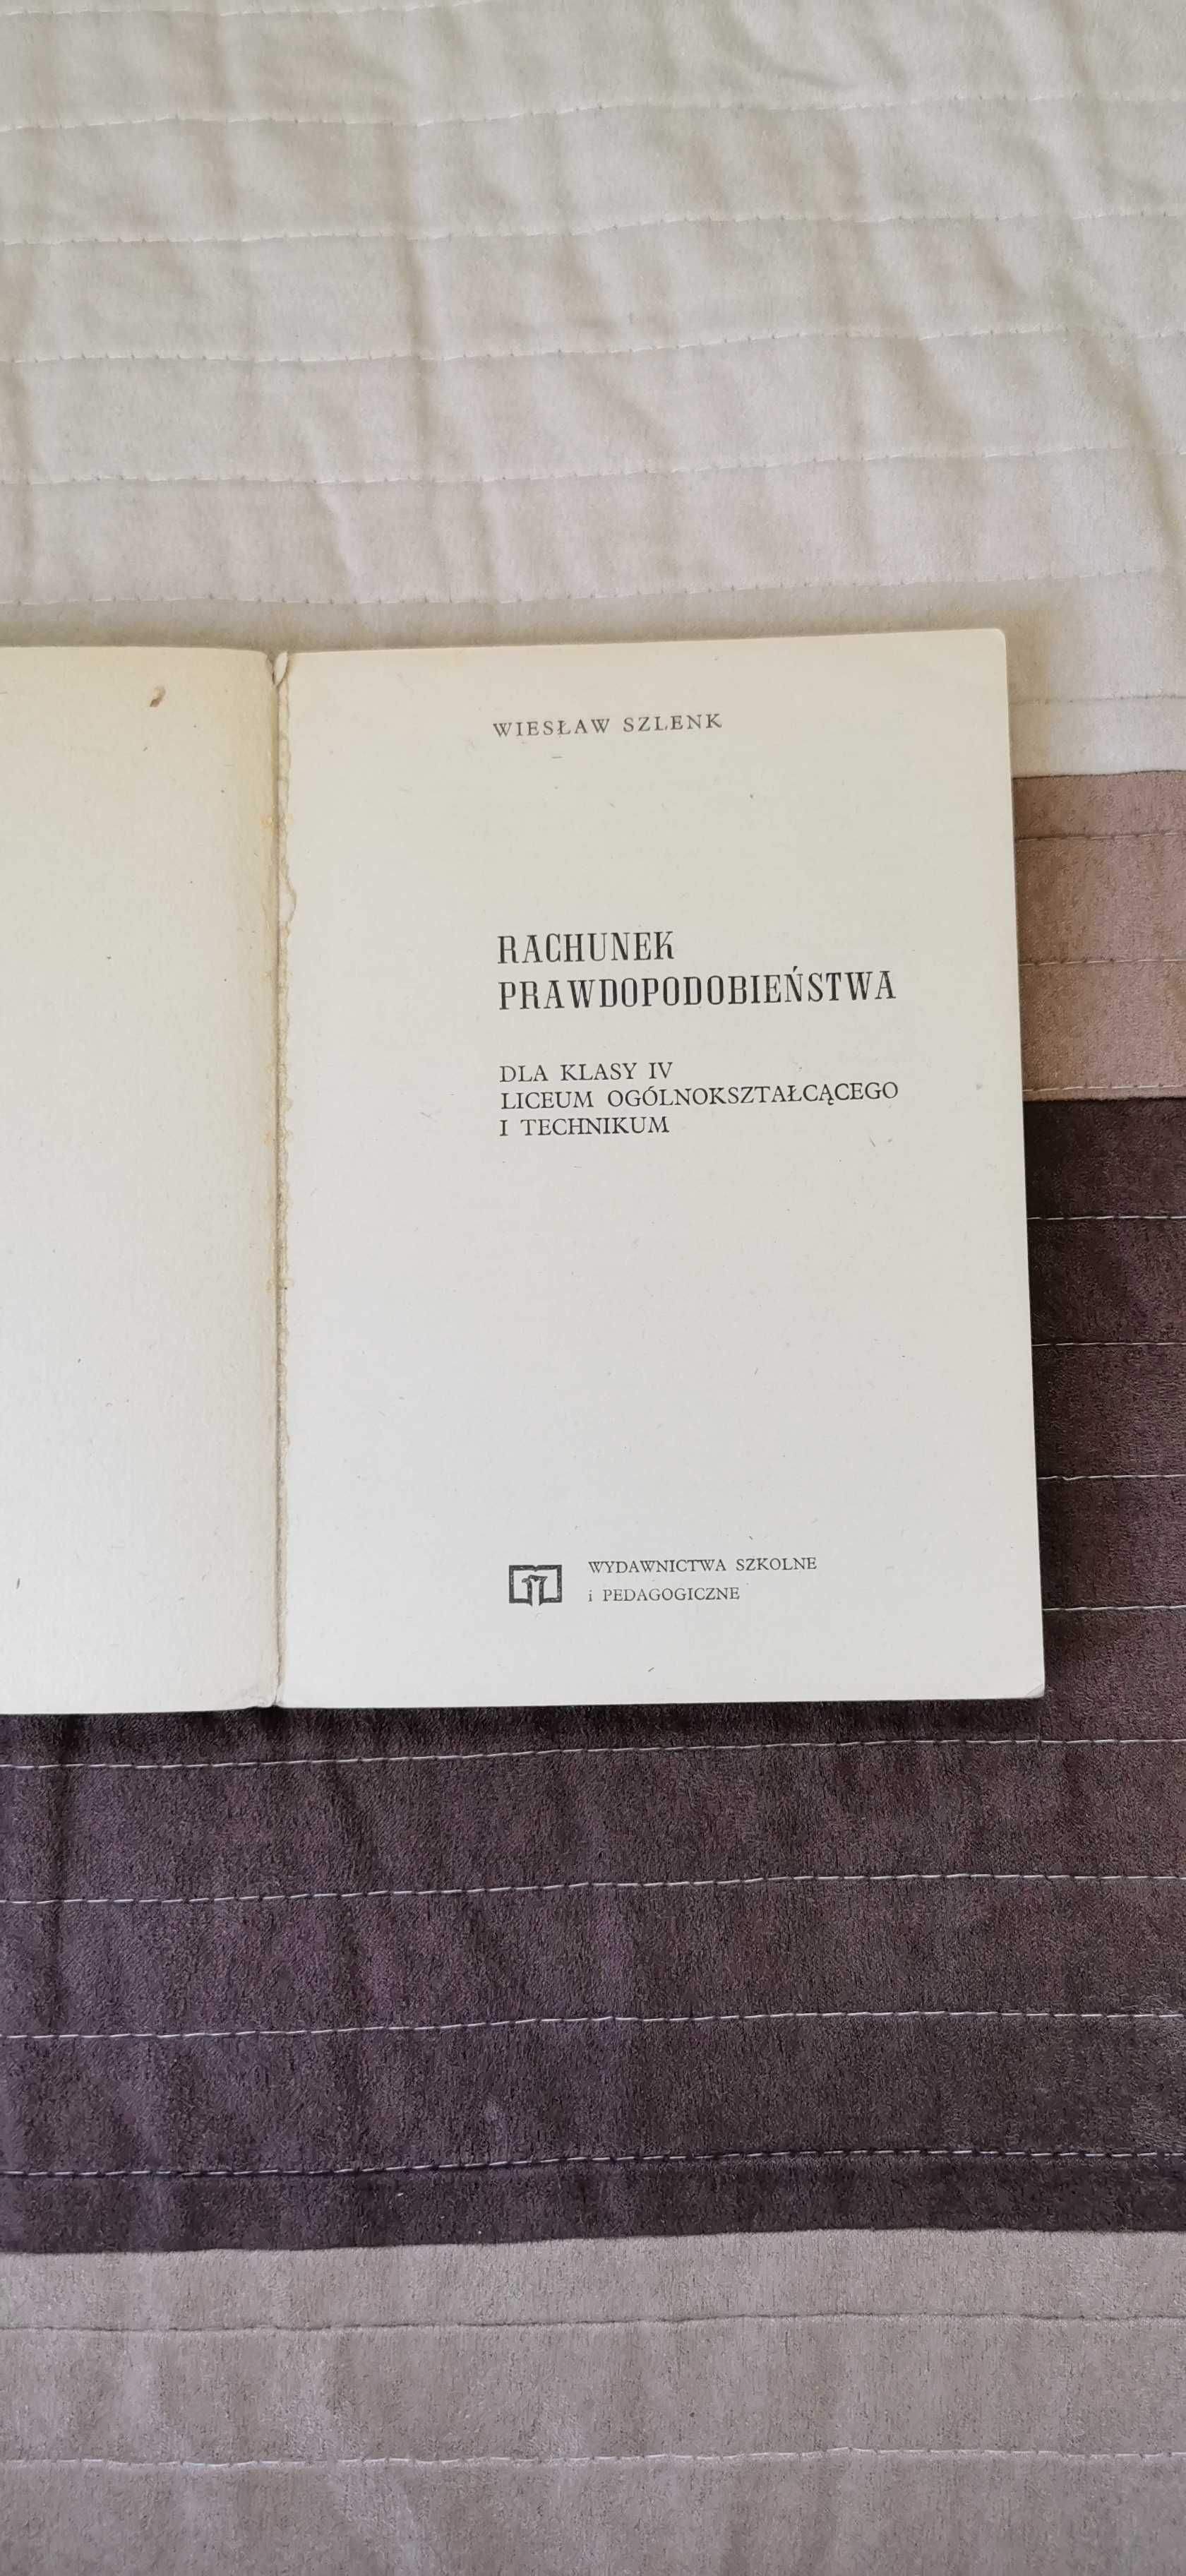 WIESŁAW SZLENK
RACHUNEK
PRAWDOPODOBIEŃSTWA
DLA KLASY IV
LICEUM OGÓLNOKSZTAŁCĄCEGO
I TECHNIKUM
WYDAWNICTWA SZKOLNE
i PEDAGOGICZNE